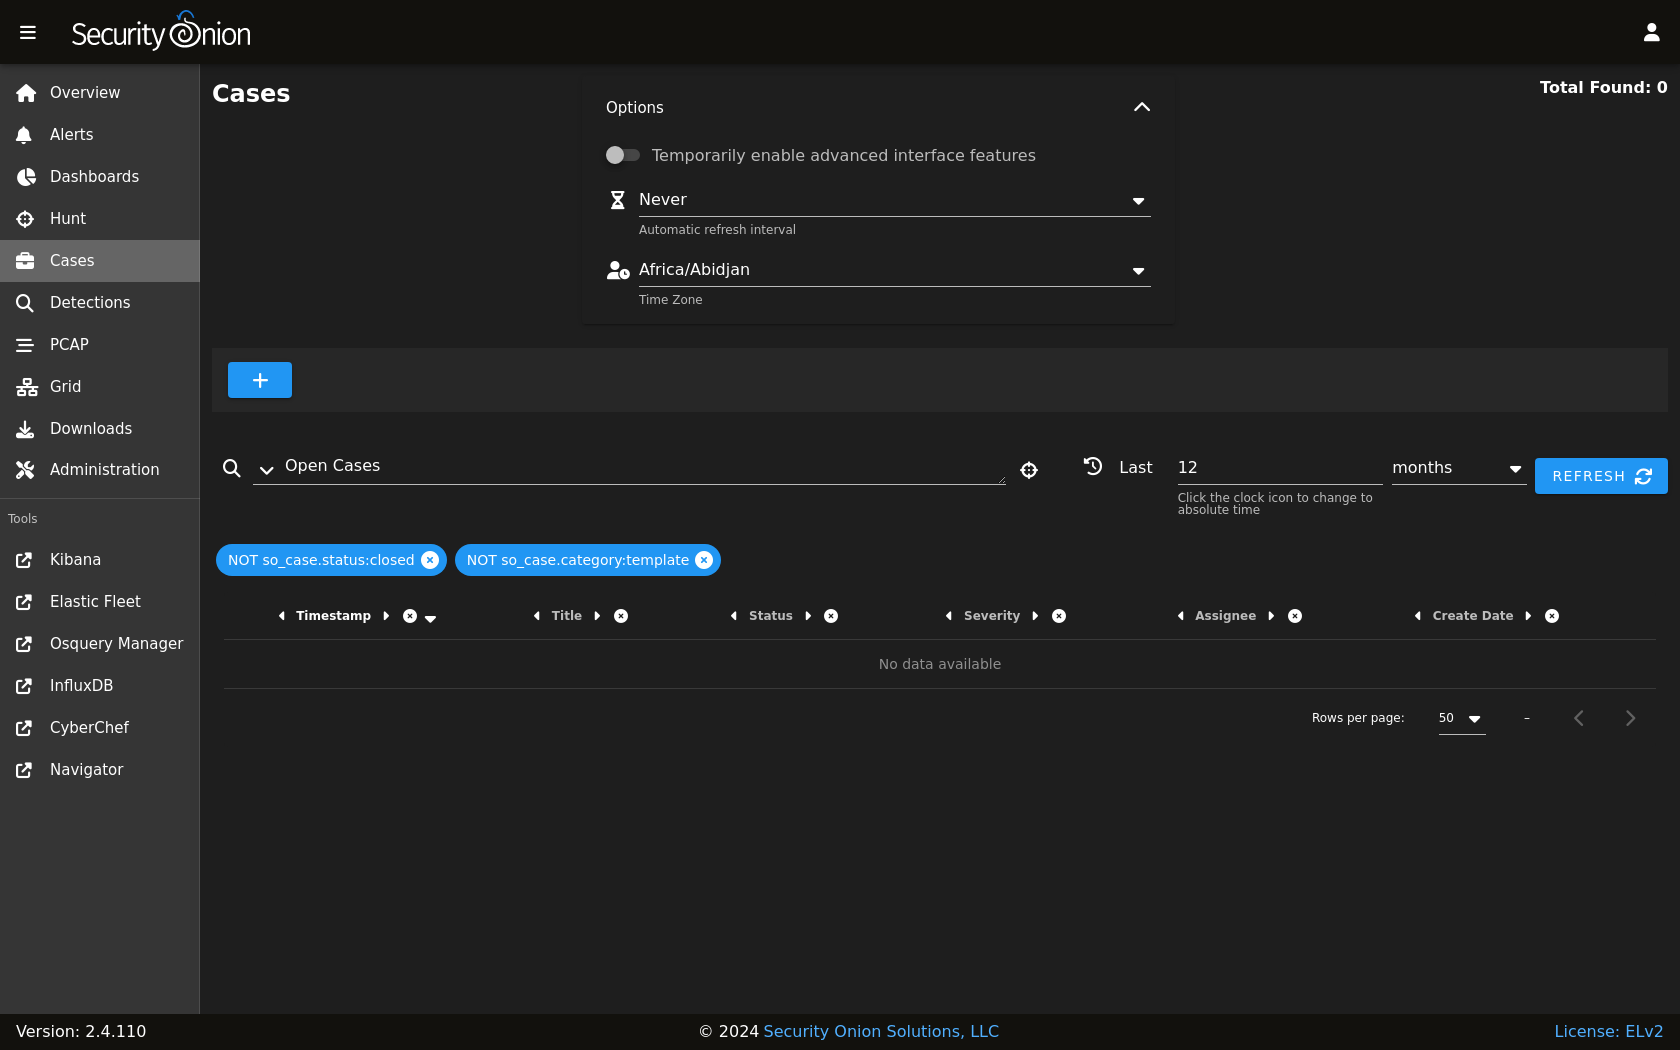 Security Onion
Overview
Alerts
Dashboards
Hunt
Cases
Detections
PCAP
Grid
Downloads
Administration
Tools
Kibana
Elastic Fleet
Osquery Manager
InfluxDB
CyberChef
Navigator
Cases
Options
Temporarily enable advanced interface features
Never
Automatic refresh interval
Africa/Abidjan
Time Zone
Total Found: 0
Open Cases
Last 12 months REFRESH
Click the clock icon to change to
absolute time
NOT so_case.status:closed NOT so_case.category:template
Timestamp Title Status Severity Assignee Create Date
No data available
Rows per page: 50 –
Version: 2.4.110 © 2024 Security Onion Solutions, LLC License: ELv2